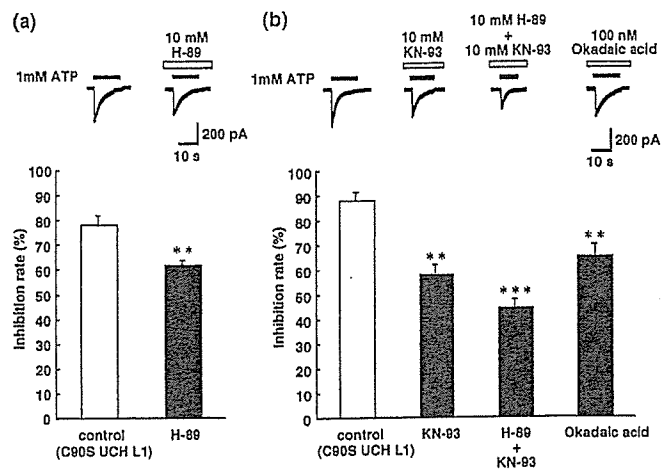 (a)
10 mM
H-89
1mM ATP
200 pA
10 s
Inhibition rate (%)
100
90
80
70
60
50
40
30
20
10
0
**
control
(C90S UCH L1)
H-89
(b)
10 mM
KN-93
10 mM H-89
+
10 mM KN-93
100 nM
Okadaic acid
1mM ATP
200 pA
10 s
Inhibition rate (%)
100
90
80
70
60
50
40
30
20
10
0
**
***
**
control
(C90S UCH L1)
KN-93
H-89
+
KN-93
Okadaic acid